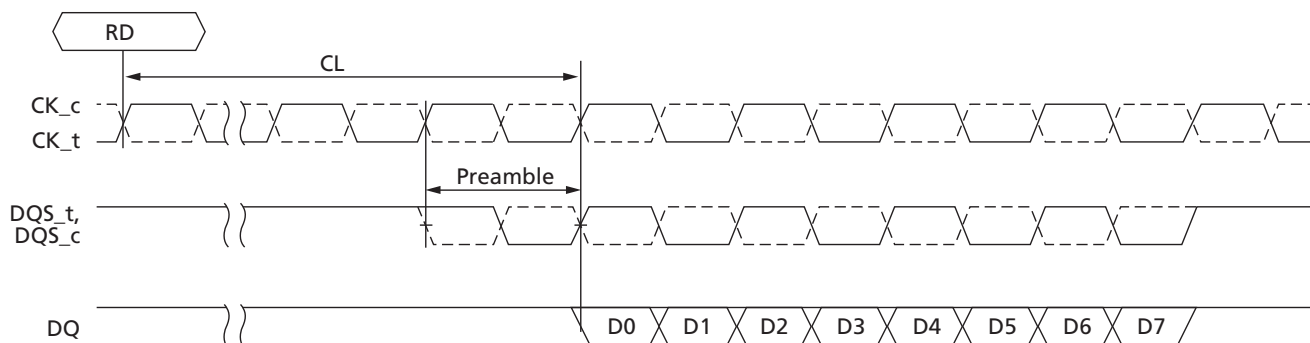 RD
CL
CK_c
CK_t
Preamble
DQS_t,
DQS_c
DQ
D0 D1 D2 D3 D4 D5 D6 D7